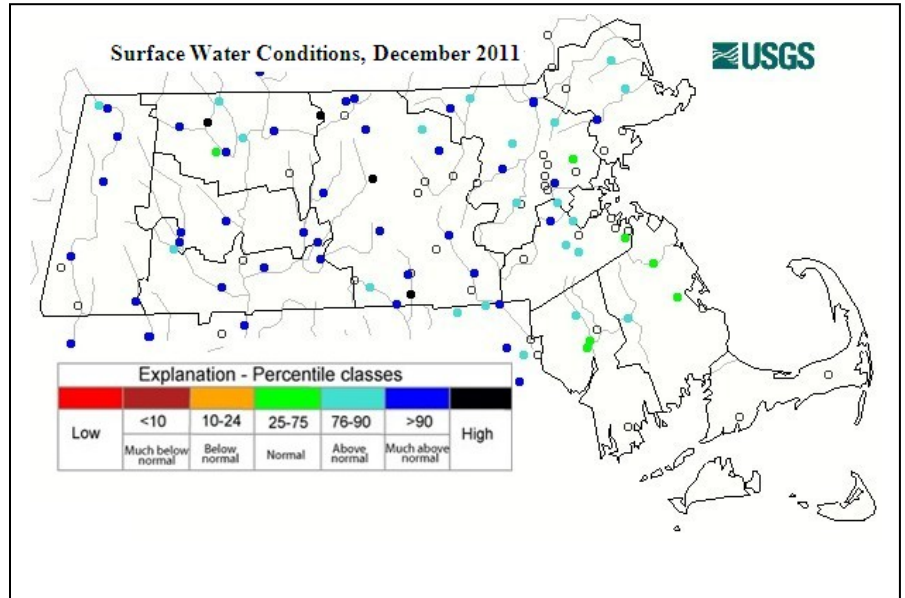 Surface Water Conditions, December 2011
USGS
Explanation - Percentile classes
Low
<10
10-24
25-75
76-90
>90
High
Much below normal
Below normal
Normal
Above normal
Much above normal